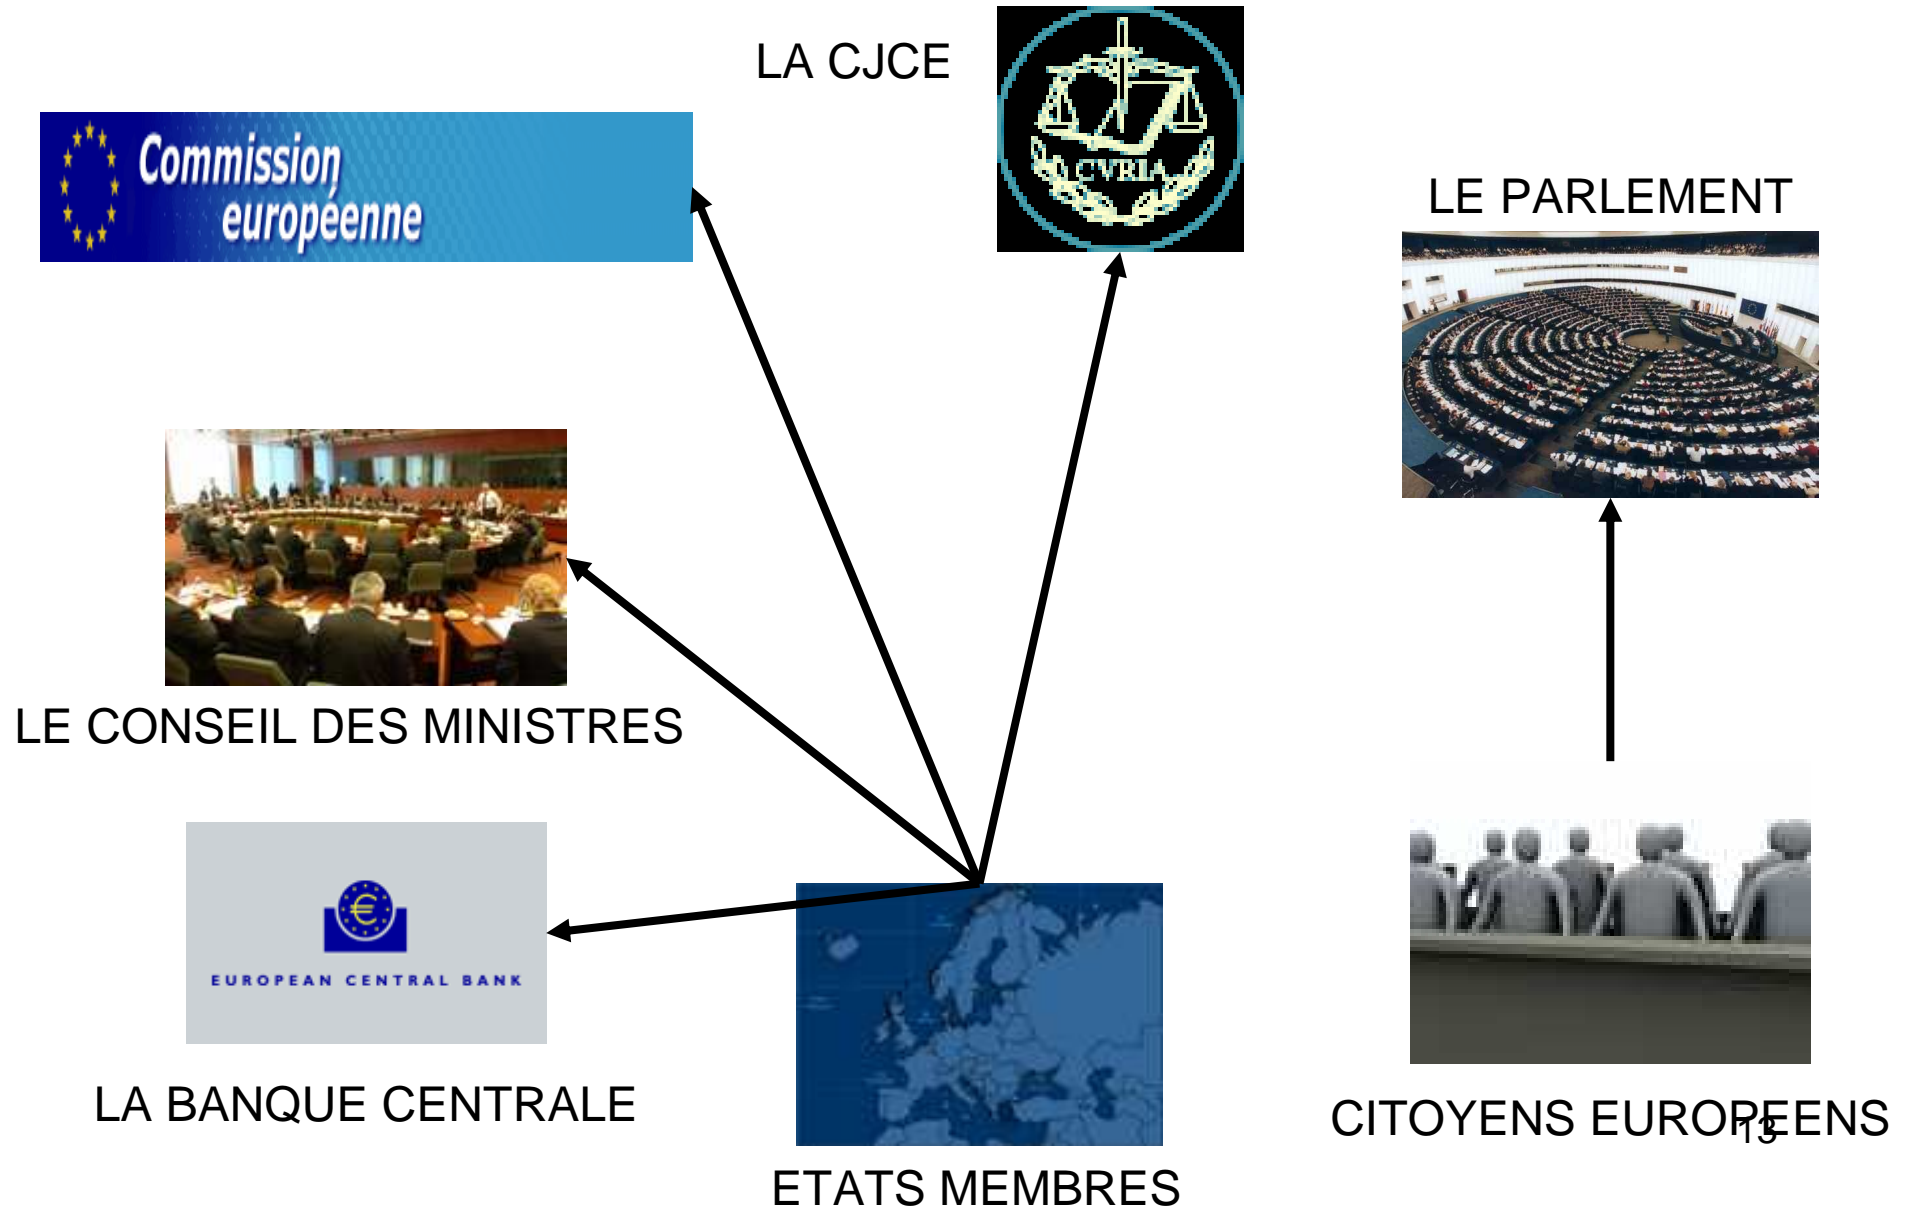 LA CJCE
CVRIA
Commission
européenne
LE PARLEMENT
LE CONSEIL DES MINISTRES
EUROPEAN CENTRAL BANK
LA BANQUE CENTRALE
CITOYENS EUROPEENS
13
ETATS MEMBRES